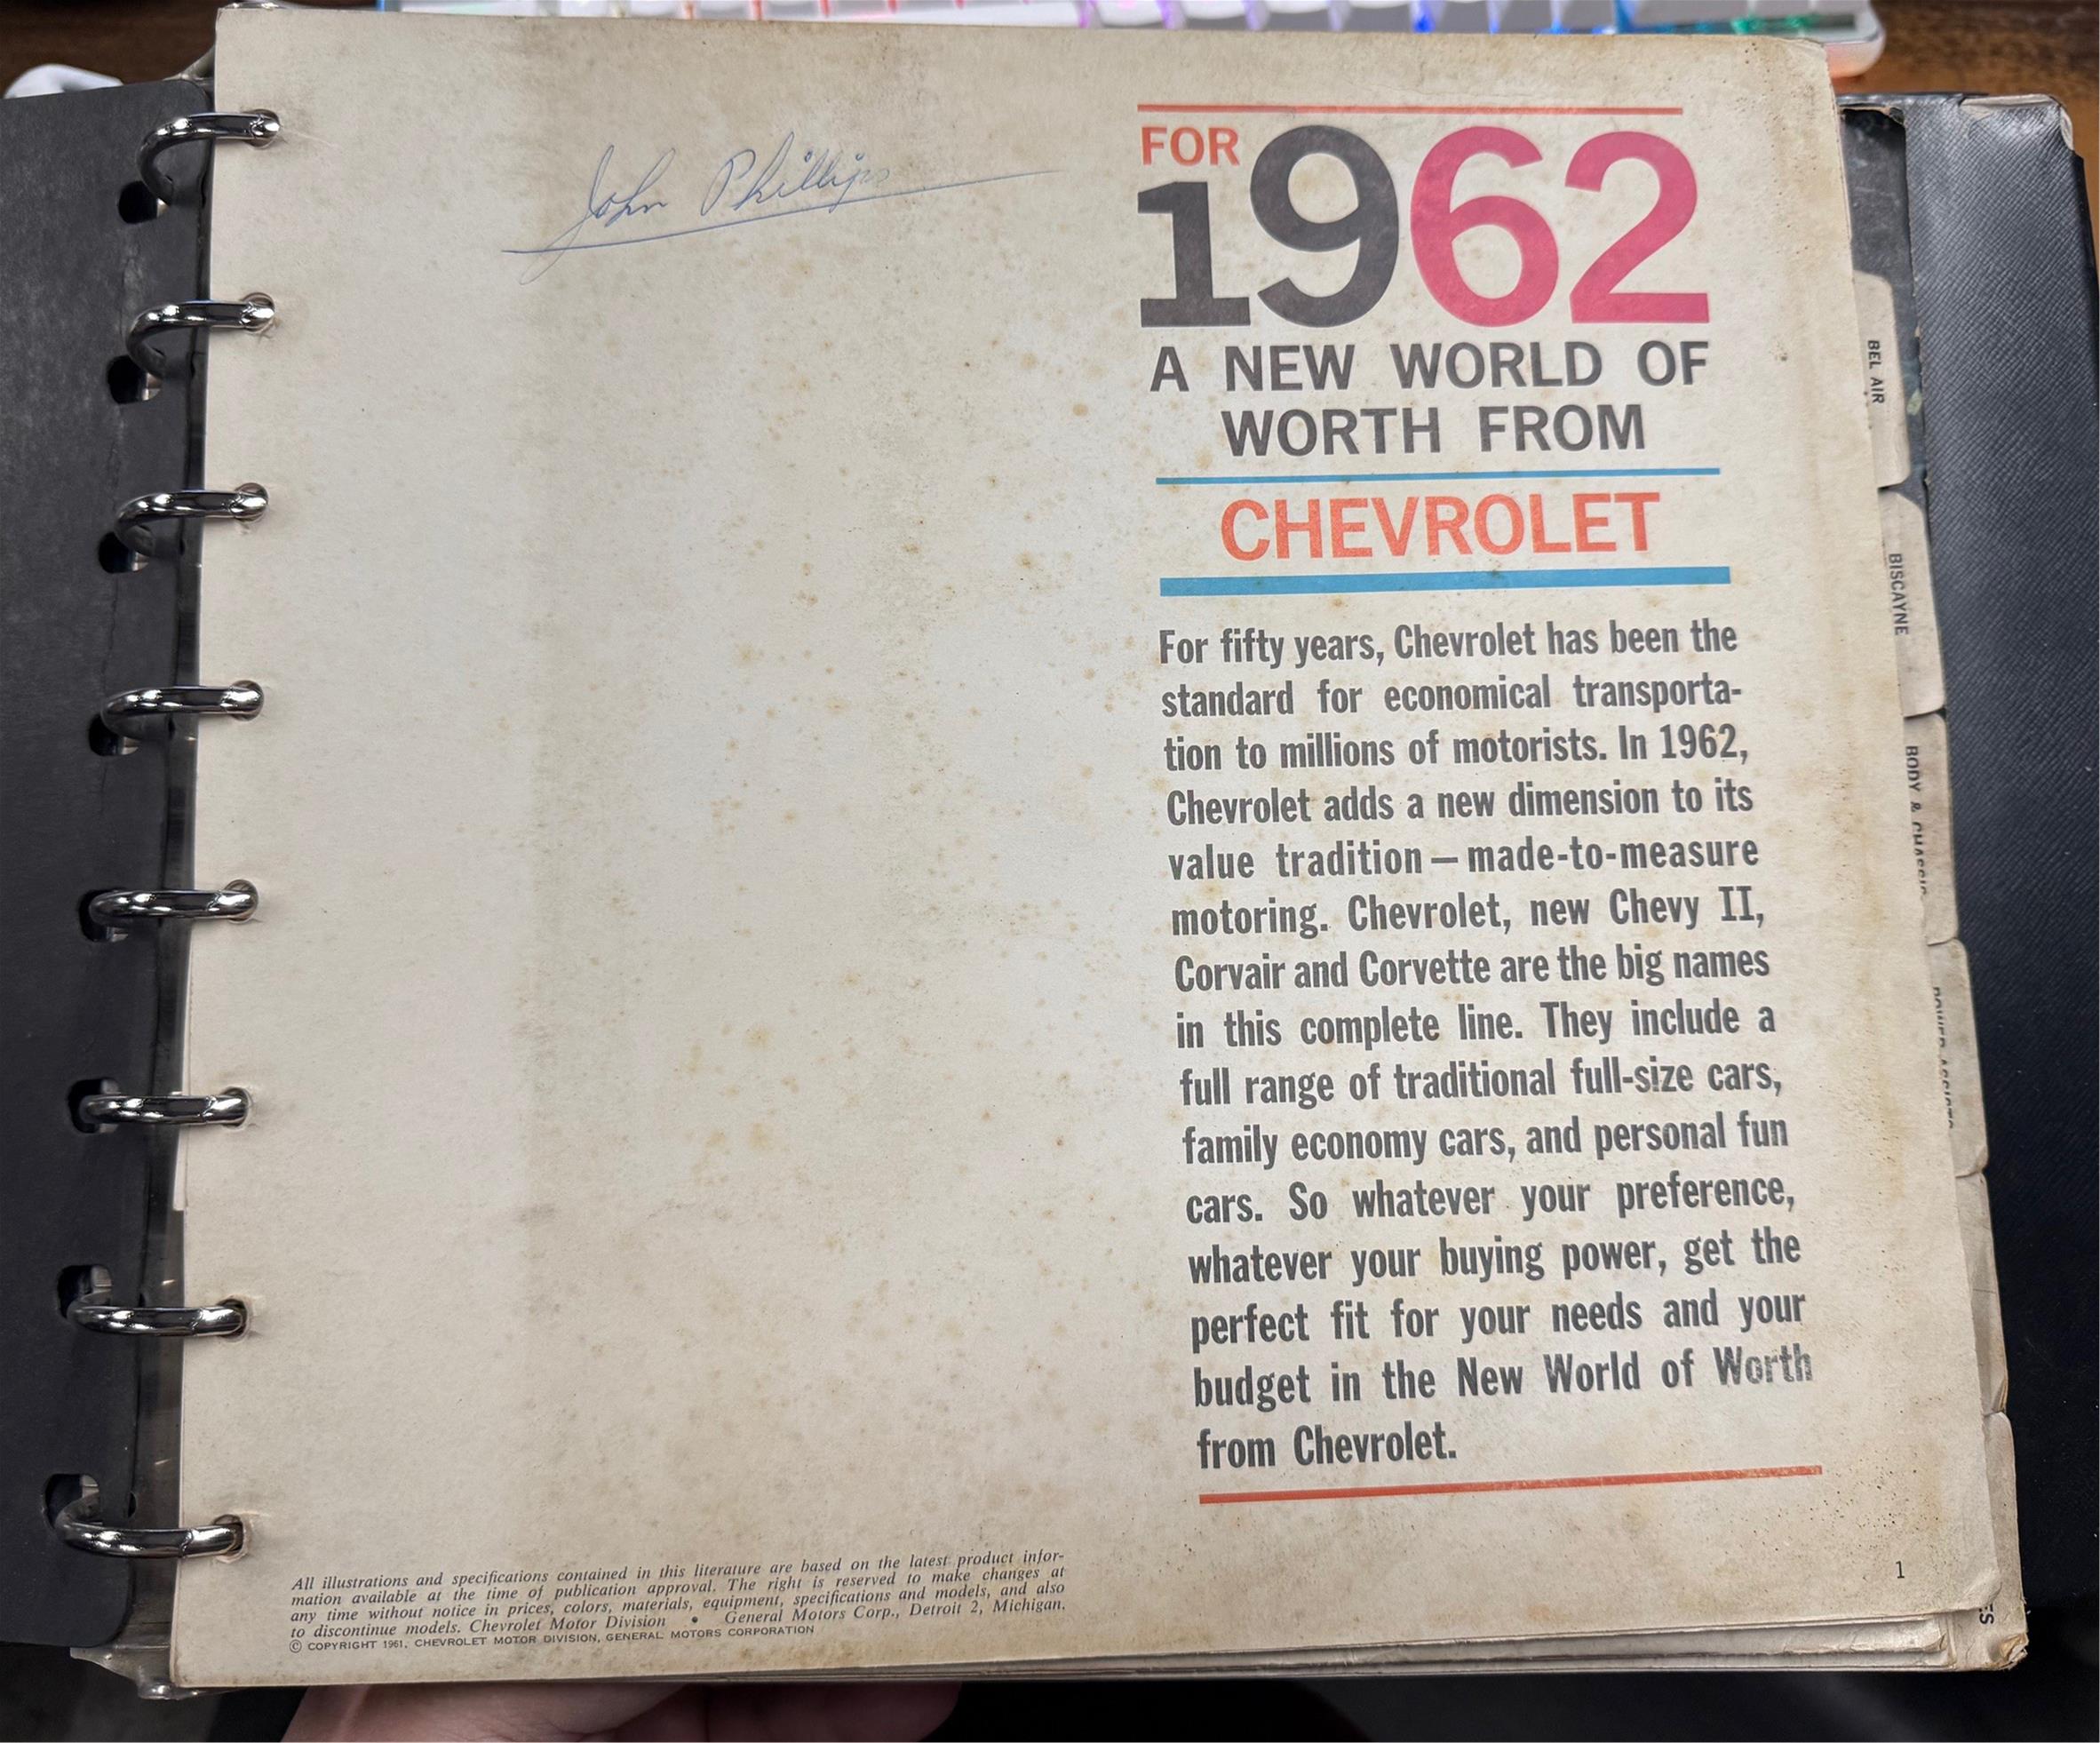 John Phillips
FOR
1962
A NEW WORLD OF
WORTH FROM
CHEVROLET
For fifty years, Chevrolet has been the
standard for economical transporta-
tion to millions of motorists. In 1962,
Chevrolet adds a new dimension to its
value tradition — made-to-measure
motoring. Chevrolet, new Chevy II,
Corvair and Corvette are the big names
in this complete line. They include a
full range of traditional full-size cars,
family economy cars, and personal fun
cars. So whatever your preference,
whatever your buying power, get the
perfect fit for your needs and your
budget in the New World of Worth
from Chevrolet.
All illustrations and specifications contained in this literature are based on the latest product infor-
mation available at the time of publication approval. The right is reserved to make changes at
any time without notice in prices, colors, materials, equipment, specifications and models, and also
to discontinue models. Chevrolet Motor Division • General Motors Corp., Detroit 2, Michigan.
© COPYRIGHT 1961, CHEVROLET MOTOR DIVISION, GENERAL MOTORS CORPORATION
1
BEL AIR
BISCAYNE
BODY & CHASSIS